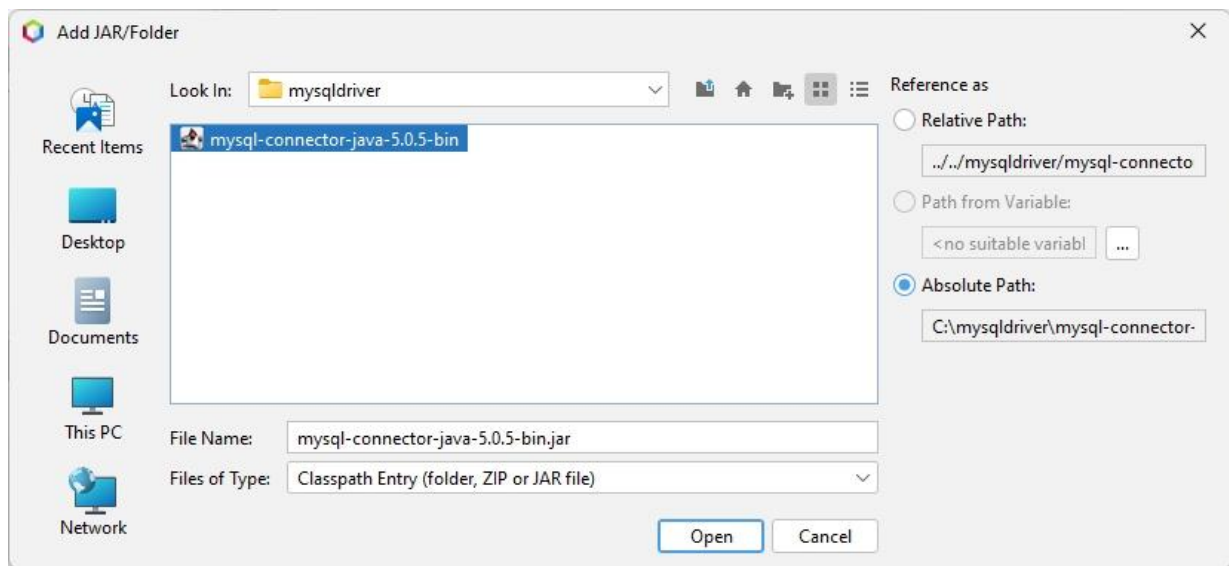 Add JAR/Folder
Look In: mysqldriver
Recent Items
Desktop
Documents
This PC
Network
mysql-connector-java-5.0.5-bin
File Name: mysql-connector-java-5.0.5-bin.jar
Files of Type: Classpath Entry (folder, ZIP or JAR file)
Open Cancel
Reference as
Relative Path:
../../mysqldriver/mysql-connecto
Path from Variable:
<no suitable variabl ...
Absolute Path:
C:\mysqldriver\mysql-connector-